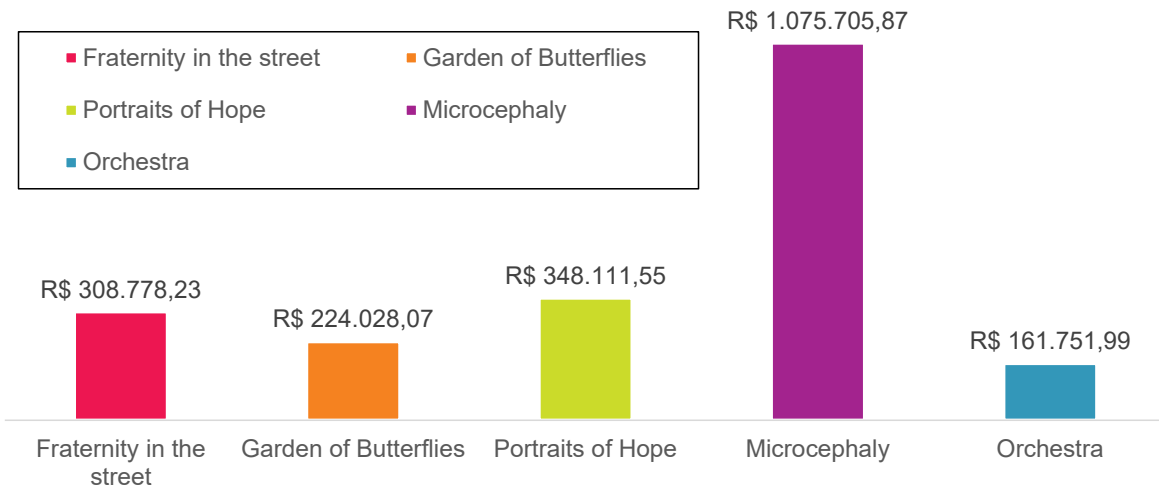 R$ 1.075.705,87
Fraternity in the street
Garden of Butterflies
Portraits of Hope
Microcephaly
Orchestra
R$ 308.778,23
R$ 224.028,07
R$ 348.111,55
R$ 161.751,99
Fraternity in the
street
Garden of Butterflies
Portraits of Hope
Microcephaly
Orchestra